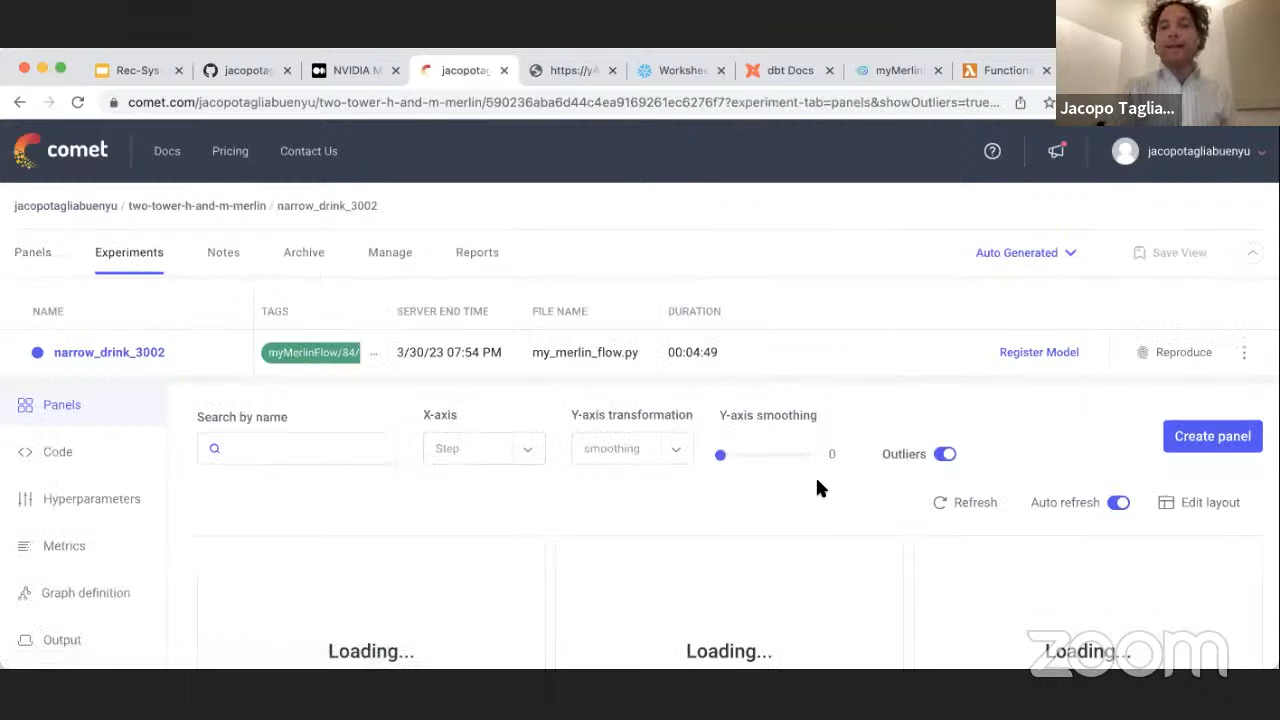 Rec-Sys
jacopotag
NVIDIA M
jacopotag
https://y
Workshee
dbt Docs
myMerlin
Function
comet.com/jacopotagliabuenyu/two-tower-h-and-m-merlin/590236aba6d44c4ea9169261ec6276f7?experiment-tab=panels&showOutliers=true...
Jacopo Taglia...
comet
Docs
Pricing
Contact Us
jacopotagliabuenyu
jacopotagliabuenyu / two-tower-h-and-m-merlin / narrow_drink_3002
Panels
Experiments
Notes
Archive
Manage
Reports
Auto Generated
Save View
NAME
TAGS
SERVER END TIME
FILE NAME
DURATION
narrow_drink_3002
myMerlinFlow/84/
...
3/30/23 07:54 PM
my_merlin_flow.py
00:04:49
Register Model
Reproduce
Panels
Code
Hyperparameters
Metrics
Graph definition
Output
Search by name
X-axis
Y-axis transformation
Y-axis smoothing
Step
smoothing
0
Outliers
Create panel
Refresh
Auto refresh
Edit layout
Loading...
Loading...
Loading...
zoom